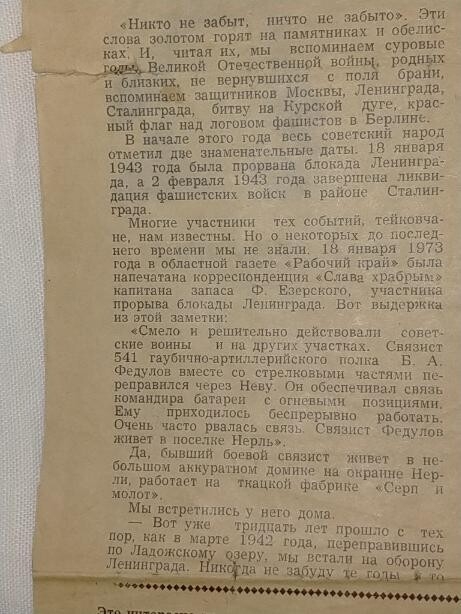 «Никто не забыт, ничто не забыто». Эти
слова золотом горят на памятниках и обелис-
ках. И, читая их, мы вспоминаем суровые
годы Великой Отечественной войны, родных
и близких, не вернувшихся с поля брани,
вспоминаем защитников Москвы, Ленинграда,
Сталинграда, битву на Курской дуге, крас-
ный флаг над логовом фашистов в Берлине.
В начале этого года весь советский народ
отметил две знаменательные даты. 18 января
1943 года была прорвана блокада Ленингра-
да, а 2 февраля 1943 года завершена ликви-
дация фашистских войск в районе Сталин-
града.
Многие участники тех событий, тейковча-
не, нам известны. Но о некоторых до послед-
него времени мы не знали. 18 января 1973
года в областной газете «Рабочий край» была
напечатана корреспонденция «Слава храбрым»
капитана запаса Ф. Езерского, участника
прорыва блокады Ленинграда. Вот выдержка
из этой заметки:
«Смело и решительно действовали совет-
ские воины и на других участках. Связист
541 гаубично-артиллерийского полка Б. А.
Федулов вместе со стрелковыми частями пе-
реправился через Неву. Он обеспечивал связь
командира батареи с огневыми позициями.
Ему приходилось беспрерывно работать.
Очень часто рвалась связь. Связист Федулов
живет в поселке Нерль».
Да, бывший боевой связист живет в не-
большом аккуратном домике на окраине Нер-
ли, работает на ткацкой фабрике «Серп и
молот».
Мы встретились у него дома.
— Вот уже тридцать лет прошло с тех
пор, как в марте 1942 года, переправившись
по Ладожскому озеру, мы встали на оборону
Ленинграда. Никогда не забуду те годы и то
Это